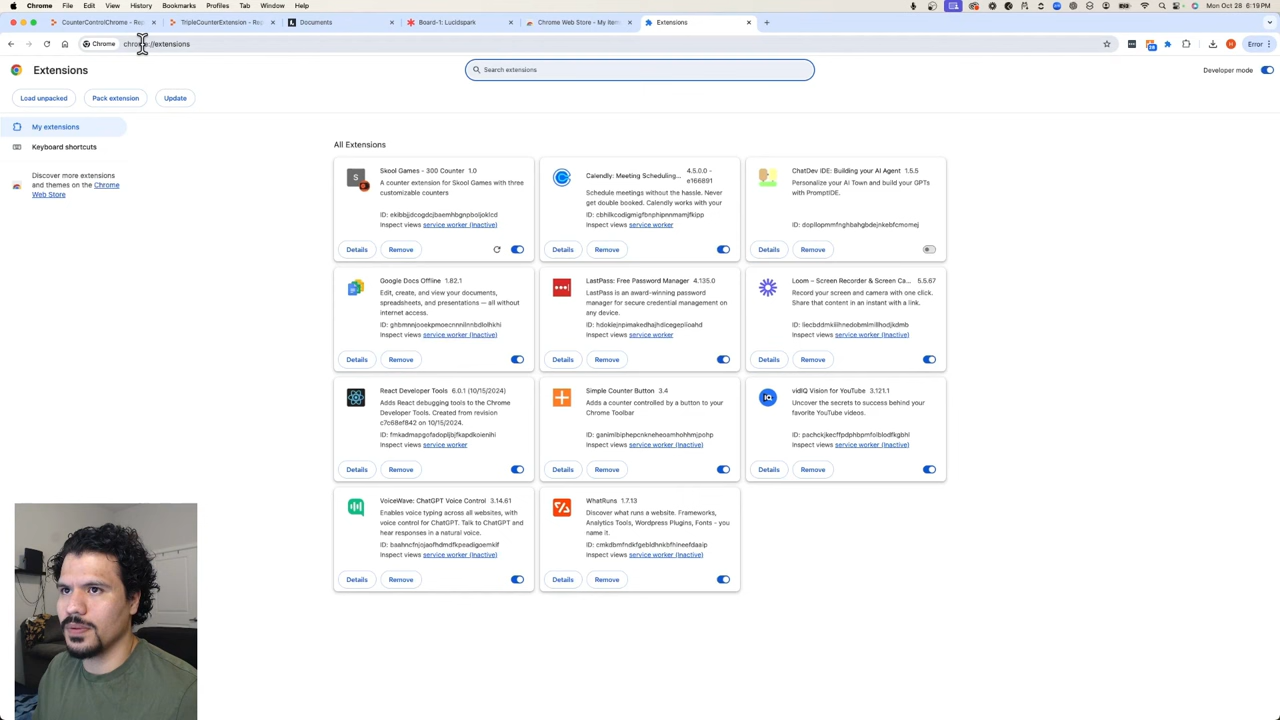 Chrome File Edit View History Bookmarks Profiles Tab Window Help Mon Oct 28 8:19 PM
CounterControlChrome - Rep TripleCounterExtension - Rep Documents Board-1: Lucidspark Chrome Web Store - My Items Extensions
Chrome chrome://extensions 28 H Error
Extensions Search extensions Developer mode
Load unpacked Pack extension Update
My extensions
Keyboard shortcuts
Discover more extensions
and themes on the Chrome
Web Store
All Extensions
S
Skool Games - 300 Counter 1.0
A counter extension for Skool Games with three
customizable counters
Inspect views service worker (Inactive)
Details Remove
Calendly: Meeting Scheduling... 4.5.0.0 -
e166891
Schedule meetings without the hassle. Never
get double booked. Calendly works with your
Inspect views service worker
Details Remove
ChatDev IDE: Building your AI Agent 1.5.5
Personalize your AI Town and build your GPTs
with PromptIDE.
Details Remove
Google Docs Offline 1.82.1
Edit, create, and view your documents,
spreadsheets, and presentations — all without
internet access.
Inspect views service worker (Inactive)
Details Remove
LastPass: Free Password Manager 4.135.0
LastPass is an award-winning password
manager for secure credential management on
any device.
Inspect views service worker
Details Remove
Loom – Screen Recorder & Screen Ca... 5.5.67
Record your screen and camera with one click.
Share that content in an instant with a link.
Inspect views service worker (Inactive)
Details Remove
React Developer Tools 6.0.1 (10/15/2024)
Adds React debugging tools to the Chrome
Developer Tools. Created from revision
c7c68ef842 on 10/15/2024.
Inspect views service worker
Details Remove
Simple Counter Button 3.4
Adds a counter controlled by a button to your
Chrome Toolbar
Inspect views service worker (Inactive)
Details Remove
vidIQ Vision for YouTube 3.121.1
Uncover the secrets to success behind your
favorite YouTube videos.
Inspect views service worker (Inactive)
Details Remove
VoiceWave: ChatGPT Voice Control 3.14.61
Enables voice typing across all websites, with
voice control for ChatGPT. Talk to ChatGPT and
hear responses in a natural voice.
Inspect views service worker (Inactive)
Details Remove
WhatRuns 1.7.13
Discover what runs a website. Frameworks,
Analytics Tools, Wordpress Plugins, Fonts - you
name it.
Inspect views service worker (Inactive)
Details Remove